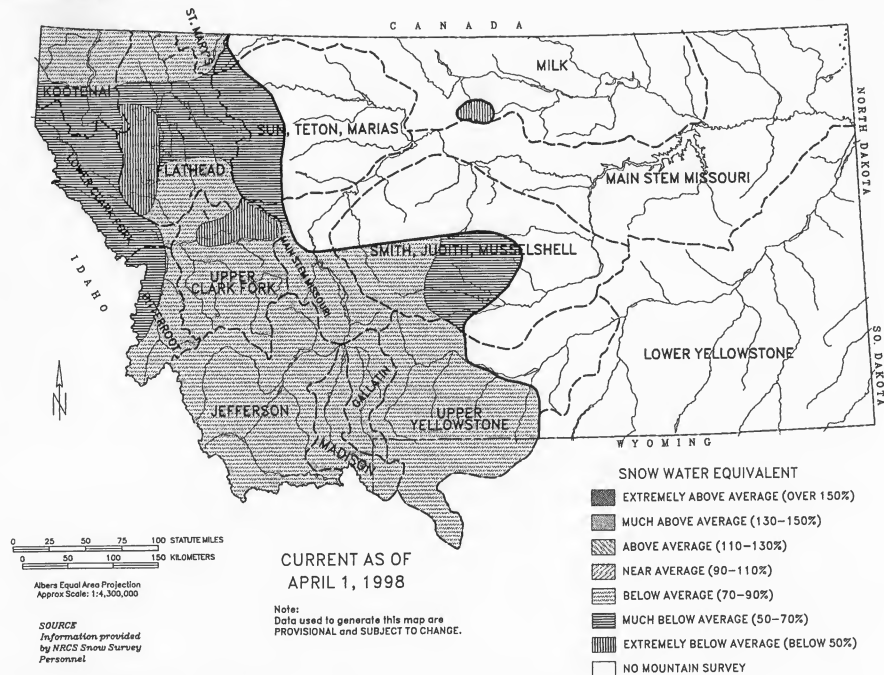 C A N A D A
ST. MARY'S
MILK
KOOTENAI
NORTH DAKOTA
SUN, TETON, MARIAS
FLATHEAD
LOWER CLARK FORK
MAIN STEM MISSOURI
IDAHO
SMITH, JUDITH, MUSSELSHELL
MAIN STEM MISSOURI
UPPER
CLARK FORK
BITTERROOT
LOWER YELLOWSTONE
SO. DAKOTA
N
GALLATIN
JEFFERSON
UPPER
YELLOWSTONE
MADISON
W Y O M I N G
SNOW WATER EQUIVALENT
EXTREMELY ABOVE AVERAGE (OVER 150%)
MUCH ABOVE AVERAGE (130-150%)
ABOVE AVERAGE (110-130%)
NEAR AVERAGE (90-110%)
BELOW AVERAGE (70-90%)
MUCH BELOW AVERAGE (50-70%)
EXTREMELY BELOW AVERAGE (BELOW 50%)
NO MOUNTAIN SURVEY
0 25 50 75 100 STATUTE MILES
0 50 100 150 KILOMETERS
Albers Equal Area Projection
Approx Scale: 1:4,300,000
CURRENT AS OF
APRIL 1, 1998
Note:
Data used to generate this map are
PROVISIONAL and SUBJECT TO CHANGE.
SOURCE
Information provided
by NRCS Snow Survey
Personnel